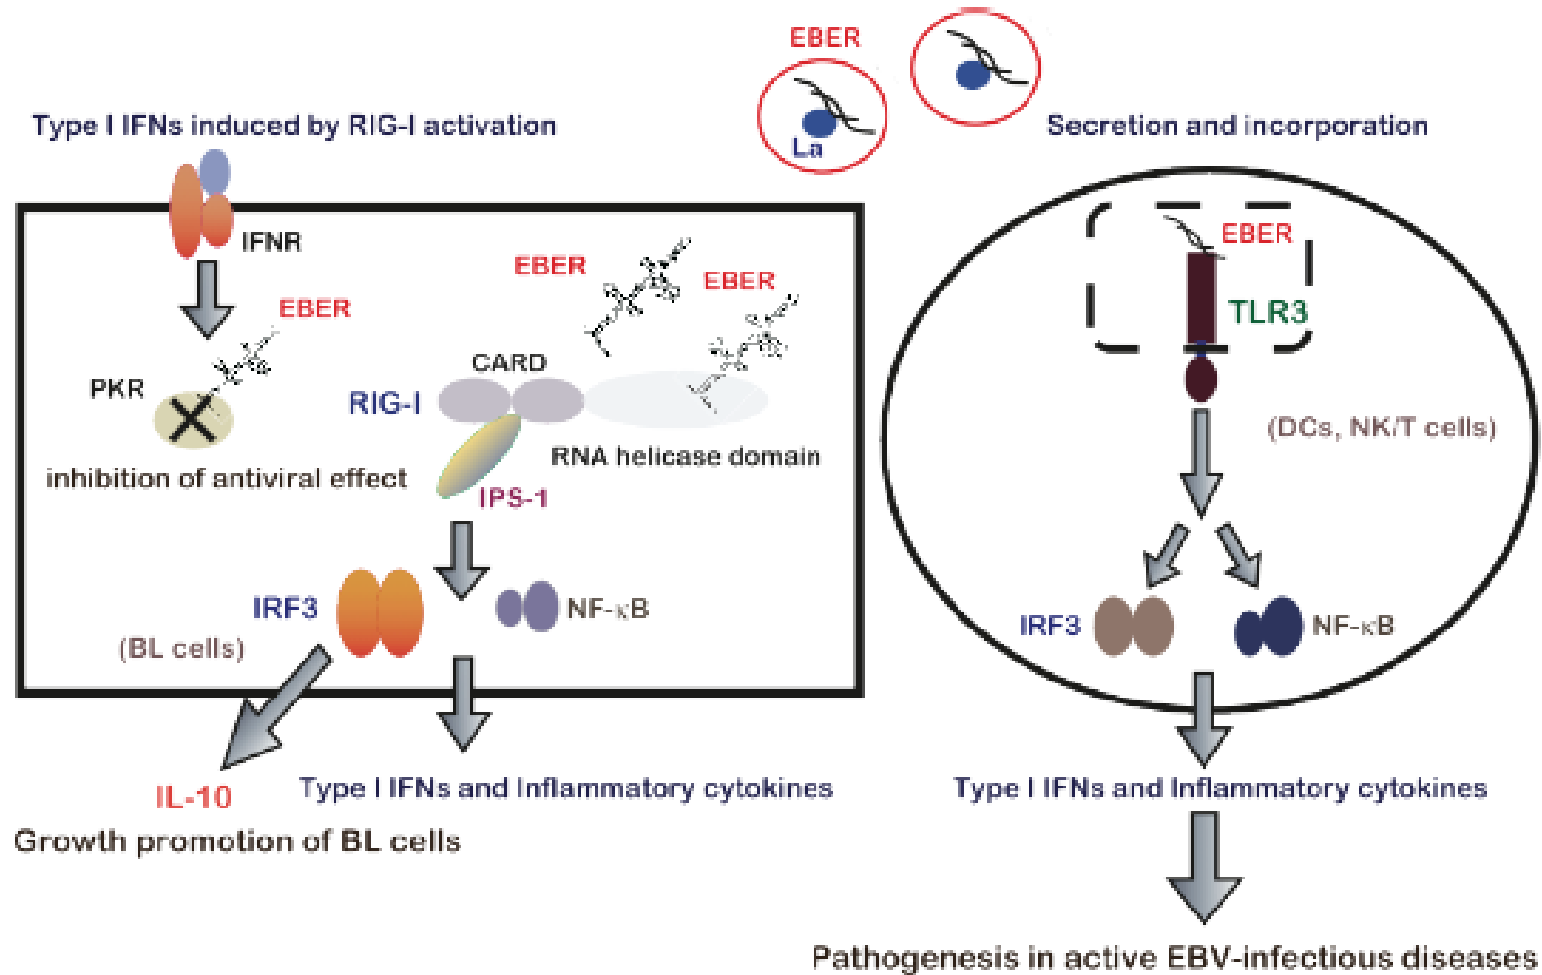 EBER
La
Type I IFNs induced by RIG-I activation
Secretion and incorporation
IFNR
EBER
EBER
EBER
PKR
inhibition of antiviral effect
CARD
RIG-I
RNA helicase domain
IPS-1
IRF3
NF-κB
(BL cells)
IL-10
Growth promotion of BL cells
Type I IFNs and Inflammatory cytokines
EBER
TLR3
(DCs, NK/T cells)
IRF3
NF-κB
Type I IFNs and Inflammatory cytokines
Pathogenesis in active EBV-infectious diseases